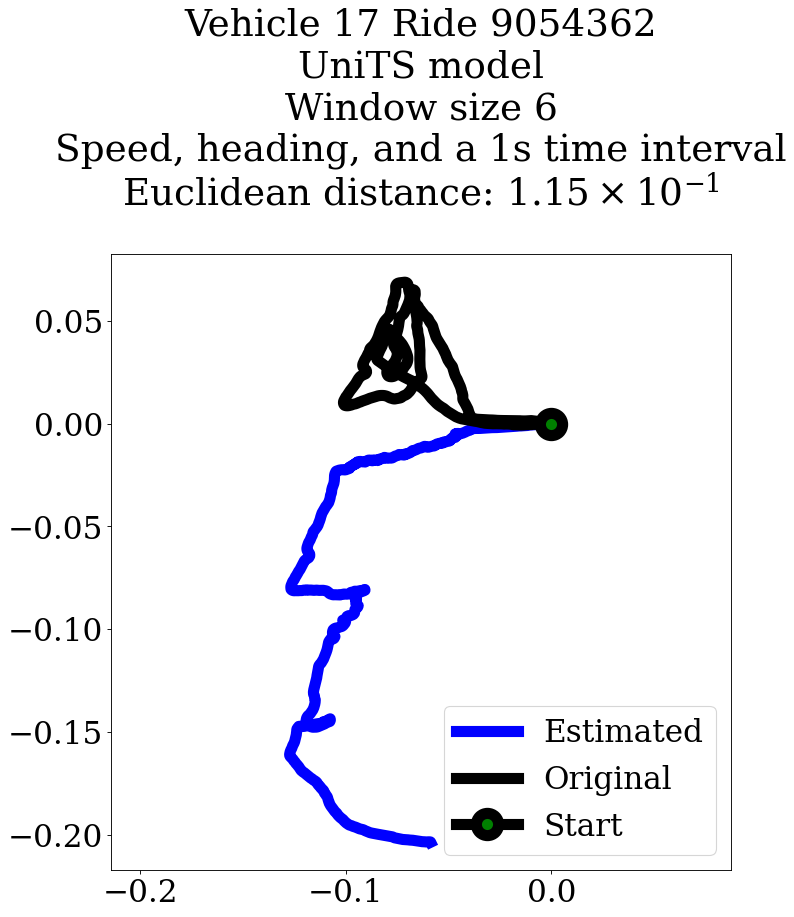 Vehicle 17 Ride 9054362
UniTS model
Window size 6
Speed, heading, and a 1s time interval
Euclidean distance: 1.15 × 10⁻¹
0.05
0.00
−0.05
−0.10
−0.15
−0.20
−0.2
−0.1
0.0
Estimated
Original
Start